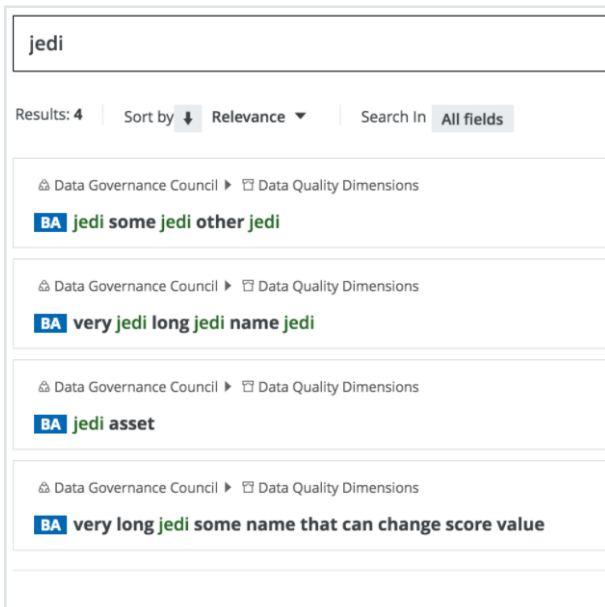 jedi
Results: 4 Sort by Relevance Search In All fields
Data Governance Council Data Quality Dimensions
BA jedi some jedi other jedi
Data Governance Council Data Quality Dimensions
BA very jedi long jedi name jedi
Data Governance Council Data Quality Dimensions
BA jedi asset
Data Governance Council Data Quality Dimensions
BA very long jedi some name that can change score value